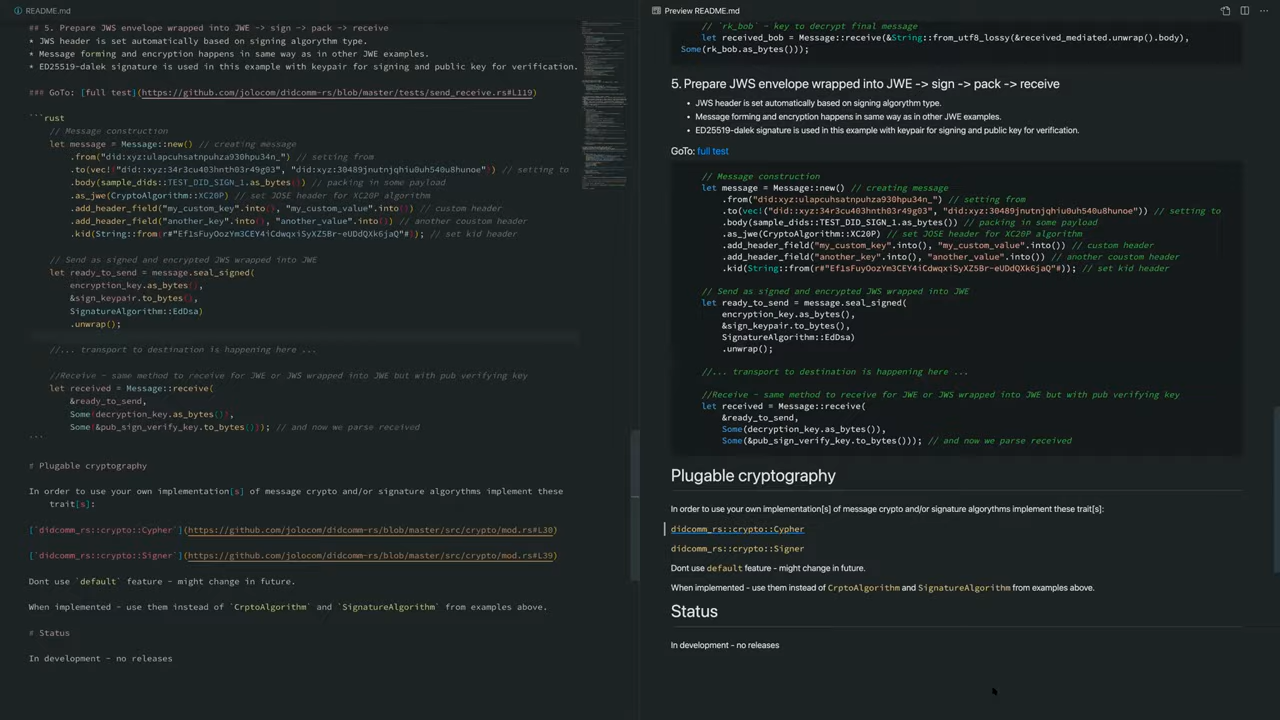 README.md
## 5. Prepare JWS envelope wrapped into JWE -> sign -> pack -> receive
* JWS header is set automatically based on signing algorithm type.
* Message forming and encryption happens in same way as in other JWE examples.
* ED25519-dalek signature is used in this example with keypair for signing and public key for verification.
### GoTo: [full test](https://github.com/jolocom/didcomm-rs/blob/master/tests/send_receive.rs#L119)
```rust
// Message construction
let message = Message::new() // creating message
.from("did:xyz:ulapcuhsatnpuhza930hpu34n_") // setting from
.to(vec!("did::xyz:34r3cu403hnth03r49g03", "did:xyz:30489jnutnjqhiu0uh540u8hunoe")) // setting to
.body(sample_dids::TEST_DID_SIGN_1.as_bytes()) // packing in some payload
.as_jwe(CryptoAlgorithm::XC20P) // set JOSE header for XC20P algorithm
.add_header_field("my_custom_key".into(), "my_custom_value".into()) // custom header
.add_header_field("another_key".into(), "another_value".into()) // another coustom header
.kid(String::from(r#"Ef1sFuyOozYm3CEY4iCdwqxiSyXZ5Br-eUDdQXk6jaQ"#)); // set kid header
// Send as signed and encrypted JWS wrapped into JWE
let ready_to_send = message.seal_signed(
encryption_key.as_bytes(),
&sign_keypair.to_bytes(),
SignatureAlgorithm::EdDsa)
.unwrap();
//... transport to destination is happening here ...
//Receive - same method to receive for JWE or JWS wrapped into JWE but with pub verifying key
let received = Message::receive(
&ready_to_send,
Some(decryption_key.as_bytes()),
Some(&pub_sign_verify_key.to_bytes())); // and now we parse received
```
# Plugable cryptography
In order to use your own implementation[s] of message crypto and/or signature algorithms implement these
trait[s]:
[`didcomm_rs::crypto::Cypher`](https://github.com/jolocom/didcomm-rs/blob/master/src/crypto/mod.rs#L30)
[`didcomm_rs::crypto::Signer`](https://github.com/jolocom/didcomm-rs/blob/master/src/crypto/mod.rs#L39)
Dont use `default` feature - might change in future.
When implemented - use them instead of `CrptoAlgorithm` and `SignatureAlgorithm` from examples above.
# Status
In development - no releases
Preview README.md
// `rk_bob` - key to decrypt final message
let received_bob = Message::receive(&String::from_utf8_lossy(&received_mediated.unwrap().body),
Some(rk_bob.as_bytes()));
5. Prepare JWS envelope wrapped into JWE -> sign -> pack -> receive
• JWS header is set automatically based on signing algorithm type.
• Message forming and encryption happens in same way as in other JWE examples.
• ED25519-dalek signature is used in this example with keypair for signing and public key for verification.
GoTo: full test
// Message construction
let message = Message::new() // creating message
.from("did:xyz:ulapcuhsatnpuhza930hpu34n_") // setting from
.to(vec!("did::xyz:34r3cu403hnth03r49g03", "did:xyz:30489jnutnjqhiu0uh540u8hunoe")) // setting to
.body(sample_dids::TEST_DID_SIGN_1.as_bytes()) // packing in some payload
.as_jwe(CryptoAlgorithm::XC20P) // set JOSE header for XC20P algorithm
.add_header_field("my_custom_key".into(), "my_custom_value".into()) // custom header
.add_header_field("another_key".into(), "another_value".into()) // another coustom header
.kid(String::from(r#"Ef1sFuyOozYm3CEY4iCdwqxiSyXZ5Br-eUDdQXk6jaQ"#)); // set kid header
// Send as signed and encrypted JWS wrapped into JWE
let ready_to_send = message.seal_signed(
encryption_key.as_bytes(),
&sign_keypair.to_bytes(),
SignatureAlgorithm::EdDsa)
.unwrap();
//... transport to destination is happening here ...
//Receive - same method to receive for JWE or JWS wrapped into JWE but with pub verifying key
let received = Message::receive(
&ready_to_send,
Some(decryption_key.as_bytes()),
Some(&pub_sign_verify_key.to_bytes())); // and now we parse received
Plugable cryptography
In order to use your own implementation[s] of message crypto and/or signature algorithms implement these trait[s]:
didcomm_rs::crypto::Cypher
didcomm_rs::crypto::Signer
Dont use default feature - might change in future.
When implemented - use them instead of CrptoAlgorithm and SignatureAlgorithm from examples above.
Status
In development - no releases